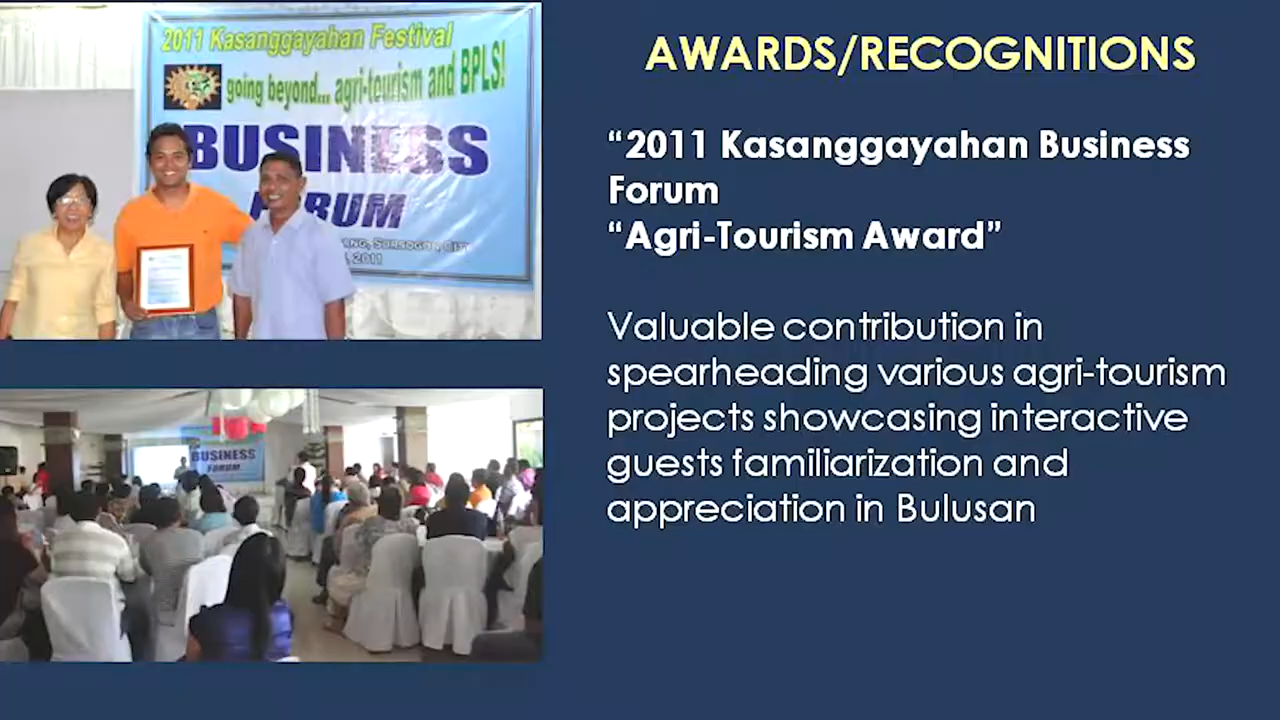 2011 Kasanggayahan Festival
going beyond... agri-tourism and BPLS!
BUSINESS
FORUM
2011
AWARDS/RECOGNITIONS
“2011 Kasanggayahan Business
Forum
“Agri-Tourism Award”
Valuable contribution in
spearheading various agri-tourism
projects showcasing interactive
guests familiarization and
appreciation in Bulusan
BUSINESS
FORUM